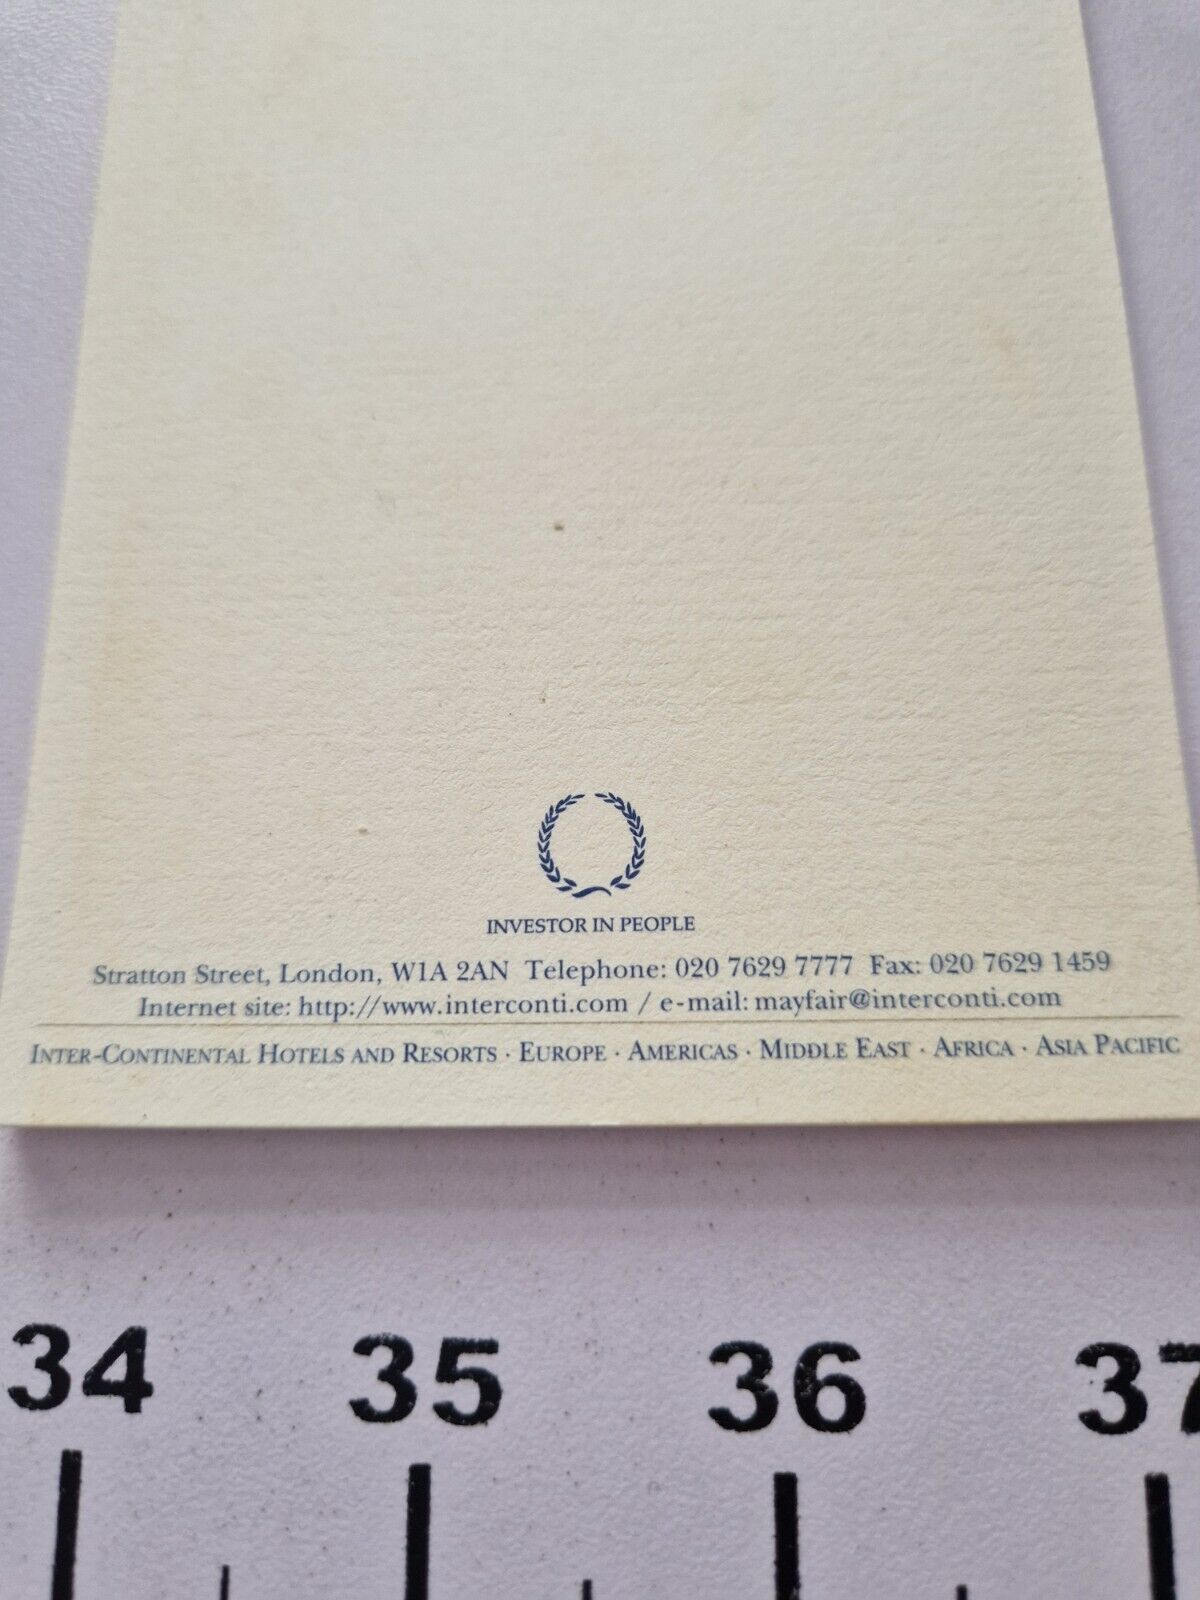 INVESTOR IN PEOPLE
Stratton Street, London, W1A 2AN Telephone: 020 7629 7777 Fax: 020 7629 1459
Internet site: http://www.interconti.com / e-mail: mayfair@interconti.com
INTER-CONTINENTAL HOTELS AND RESORTS · EUROPE · AMERICAS · MIDDLE EAST · AFRICA · ASIA PACIFIC
34 35 36 37